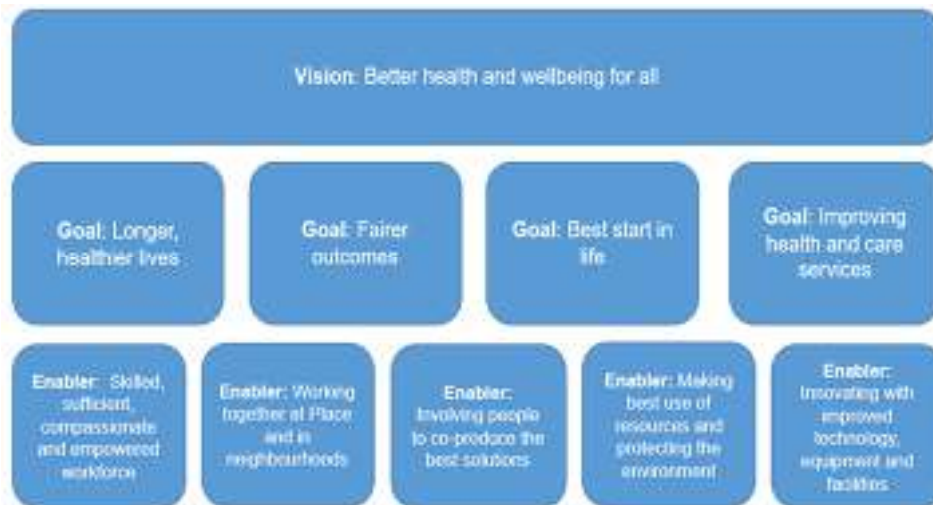 Vision: Better health and wellbeing for all
Goal: Longer,
healthier lives
Goal: Fairer
outcomes
Goal: Best start in
life
Goal: Improving
health and care
services
Enabler: Skilled,
sufficient,
compassionate
and empowered
workforce
Enabler: Working
together at Place
and in
neighbourhoods
Enabler:
Involving people
to co-produce the
best solutions
Enabler: Making
best use of
resources and
protecting the
environment
Enabler:
Innovating with
improved
technology,
equipment and
facilities